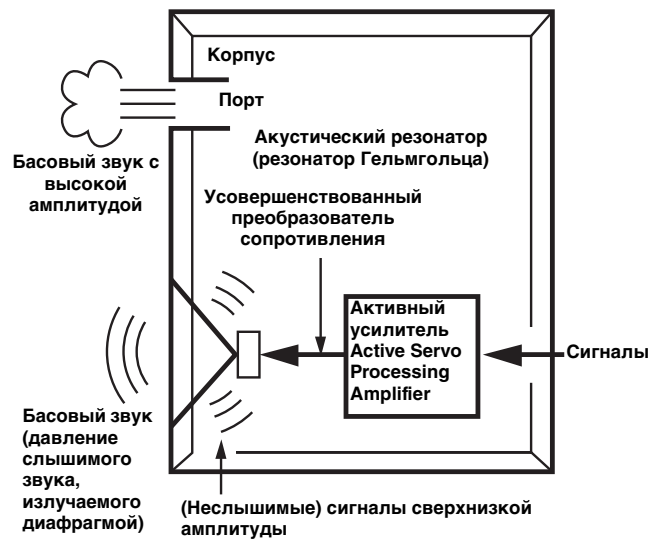 Корпус
Порт
Акустический резонатор
(резонатор Гельмгольца)
Басовый звук с
высокой
амплитудой
Усовершенствованный
преобразователь
сопротивления
Активный
усилитель
Active Servo
Processing
Amplifier
Сигналы
Басовый звук
(давление
слышимого
звука,
излучаемого
диафрагмой)
(Неслышимые) сигналы сверхнизкой
амплитуды